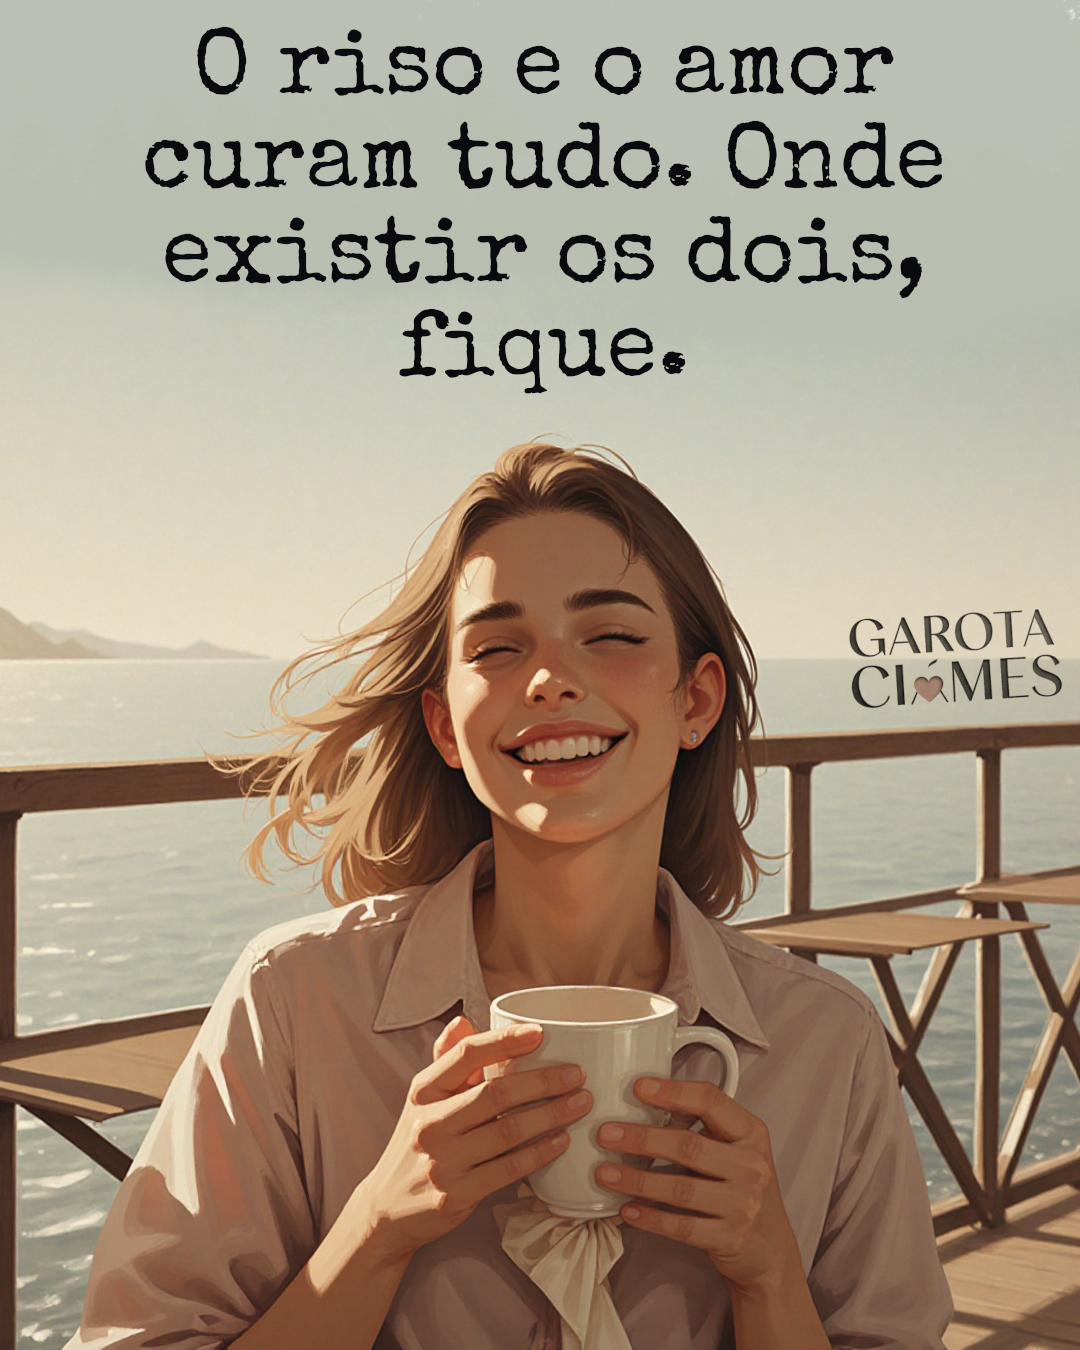 O riso e o amor
curam tudo. Onde
existir os dois,
fique.
GAROTA
CIÚMES